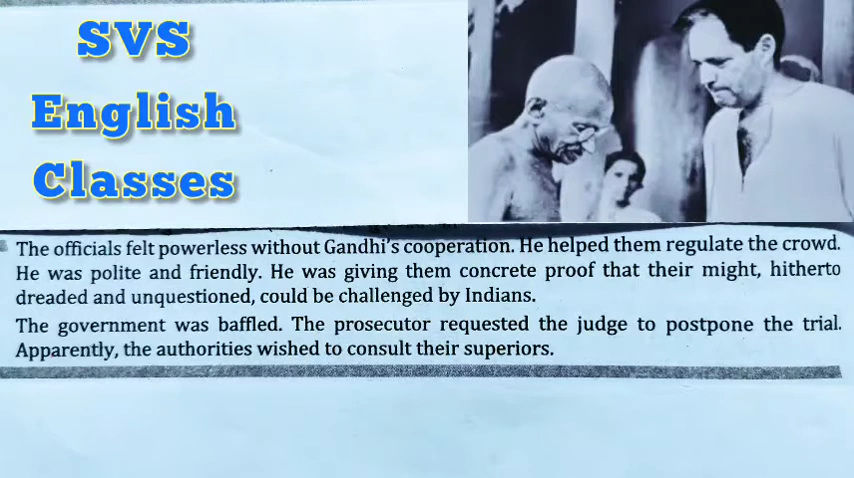 SVS
English
Classes
The officials felt powerless without Gandhi's cooperation. He helped them regulate the crowd.
He was polite and friendly. He was giving them concrete proof that their might, hitherto
dreaded and unquestioned, could be challenged by Indians.
The government was baffled. The prosecutor requested the judge to postpone the trial.
Apparently, the authorities wished to consult their superiors.